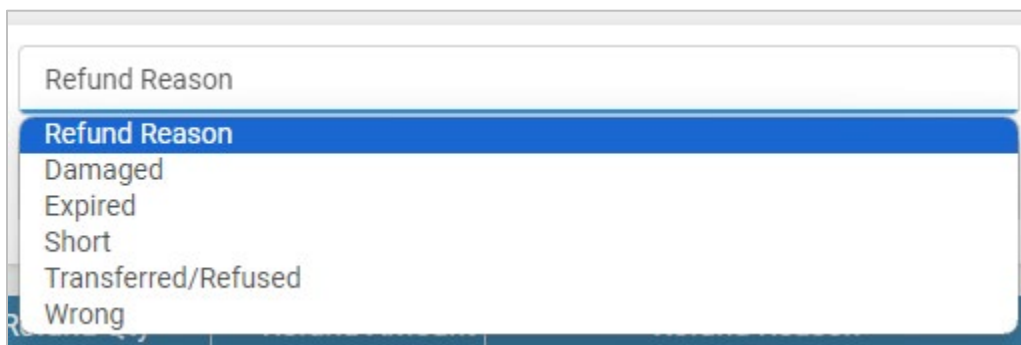 Refund Reason
Refund Reason
Damaged
Expired
Short
Transferred/Refused
Wrong